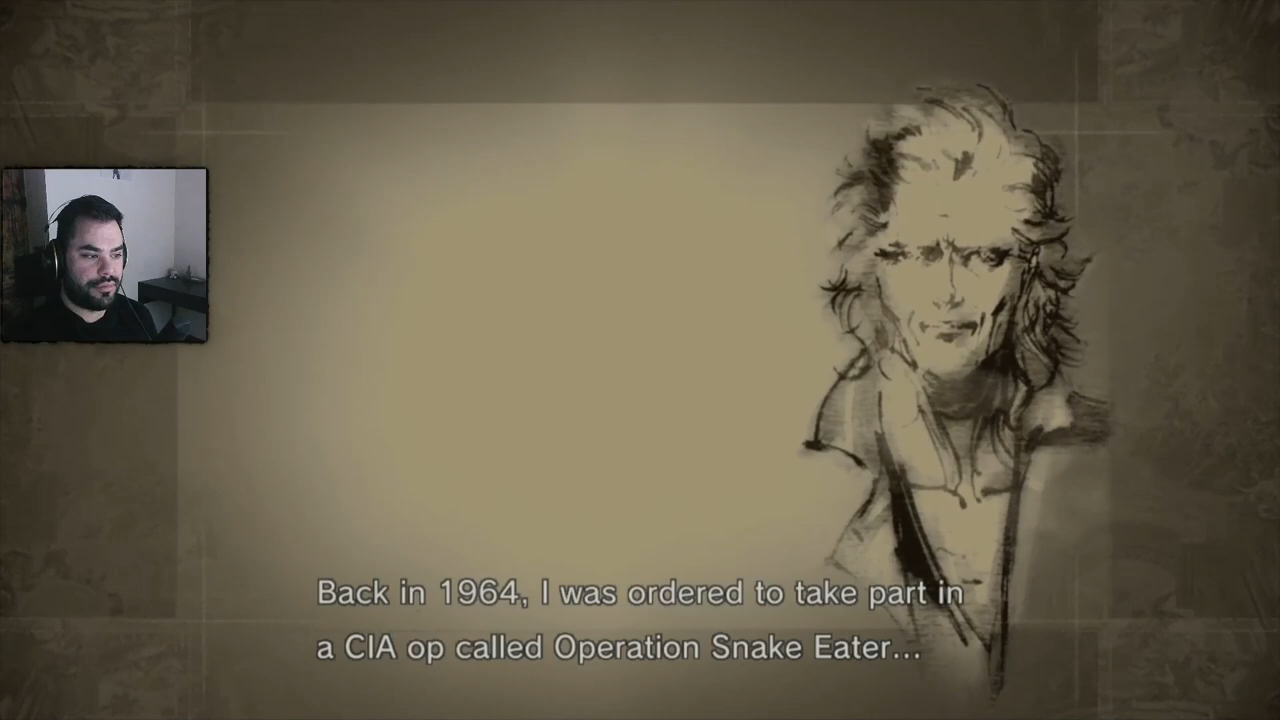 Back in 1964, I was ordered to take part in
a CIA op called Operation Snake Eater...